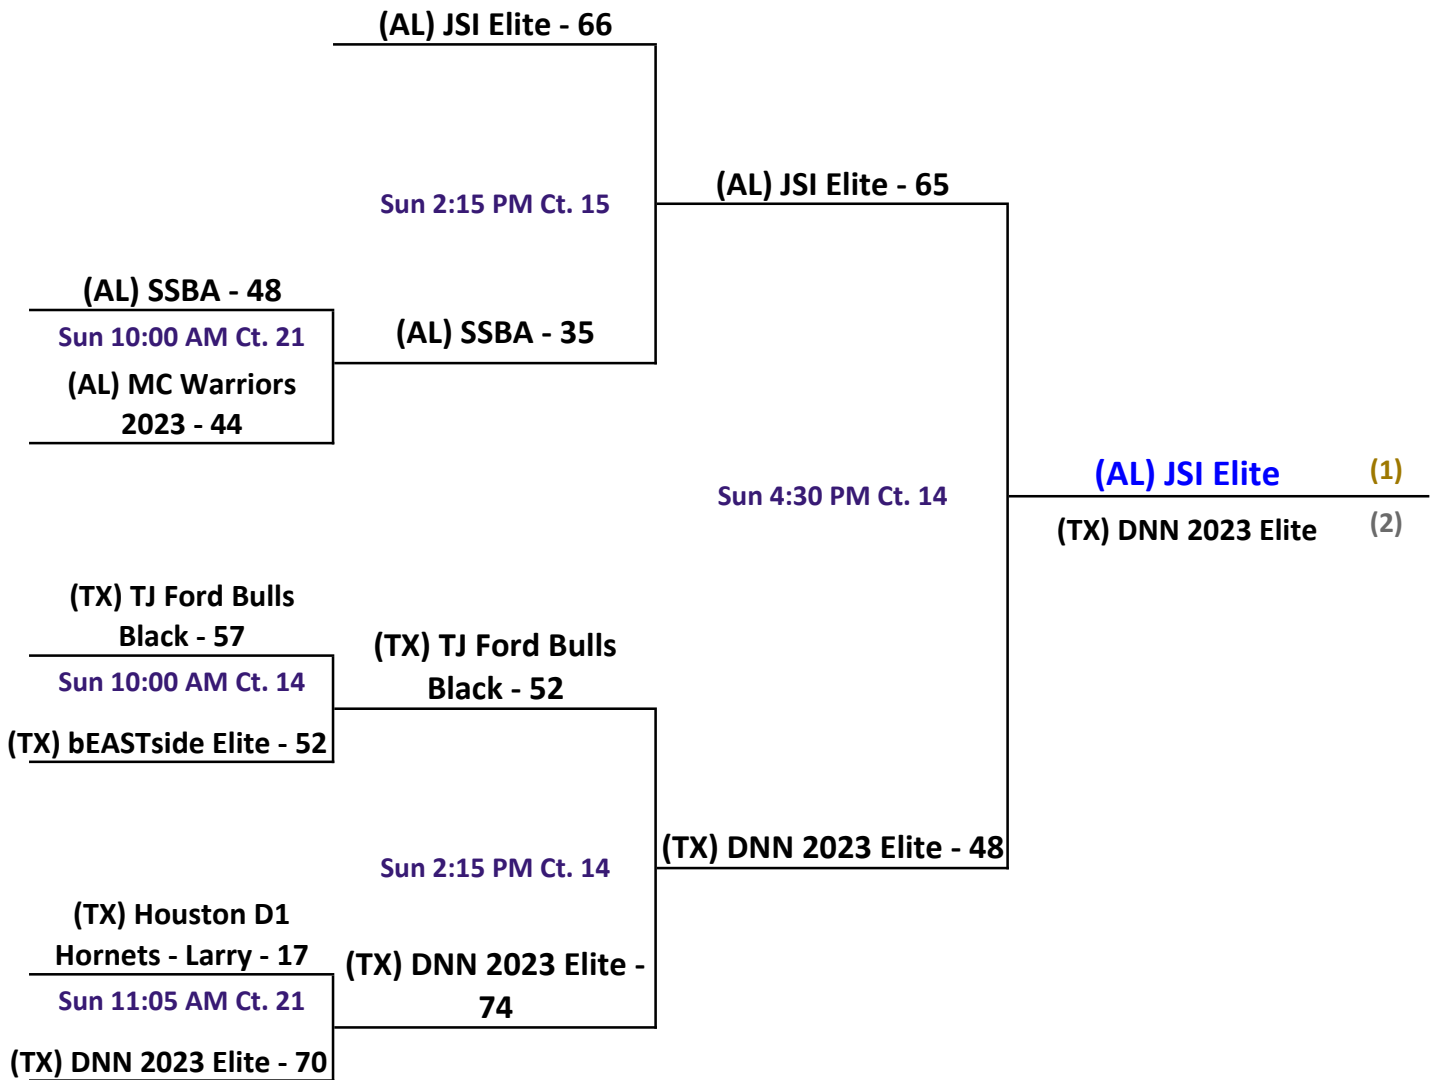 (AL) JSI Elite - 66
Sun 2:15 PM Ct. 15
(AL) JSI Elite - 65
(AL) SSBA - 48
Sun 10:00 AM Ct. 21
(AL) SSBA - 35
(AL) MC Warriors
2023 - 44
(AL) JSI Elite
(1)
Sun 4:30 PM Ct. 14
(TX) DNN 2023 Elite
(2)
(TX) TJ Ford Bulls
Black - 57
Sun 10:00 AM Ct. 14
(TX) TJ Ford Bulls
Black - 52
(TX) bEASTside Elite - 52
Sun 2:15 PM Ct. 14
(TX) DNN 2023 Elite - 48
(TX) Houston D1
Hornets - Larry - 17
Sun 11:05 AM Ct. 21
(TX) DNN 2023 Elite -
74
(TX) DNN 2023 Elite - 70